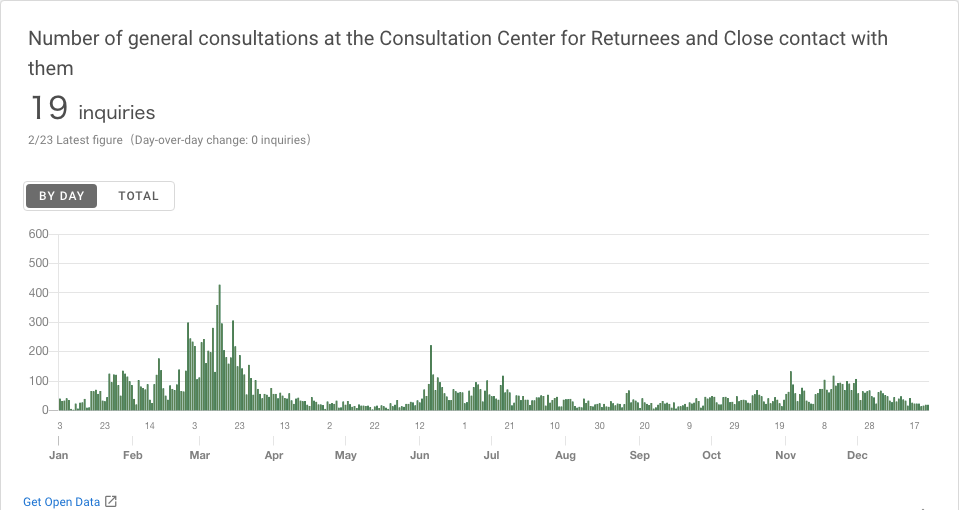 Number of general consultations at the Consultation Center for Returnees and Close contact with
them
19 inquiries
2/23 Latest figure (Day-over-day change: 0 inquiries)
BY DAY TOTAL
600
500
400
300
200
100
0
3 23 14 3 23 13 2 22 12 1 21 10 30 20 9 29 19 8 28 17
Jan Feb Mar Apr May Jun Jul Aug Sep Oct Nov Dec
Get Open Data